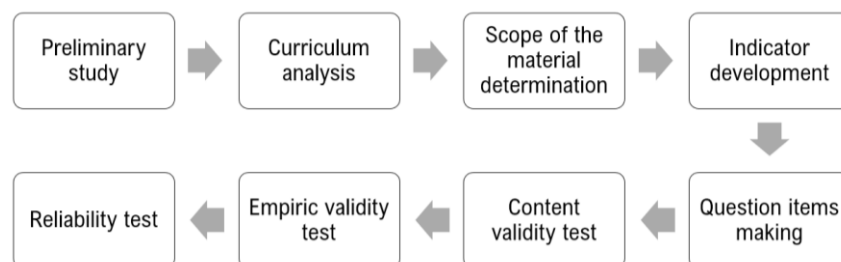 Preliminary
study
Curriculum
analysis
Scope of the
material
determination
Indicator
development
Question items
making
Content
validity test
Empiric validity
test
Reliability test